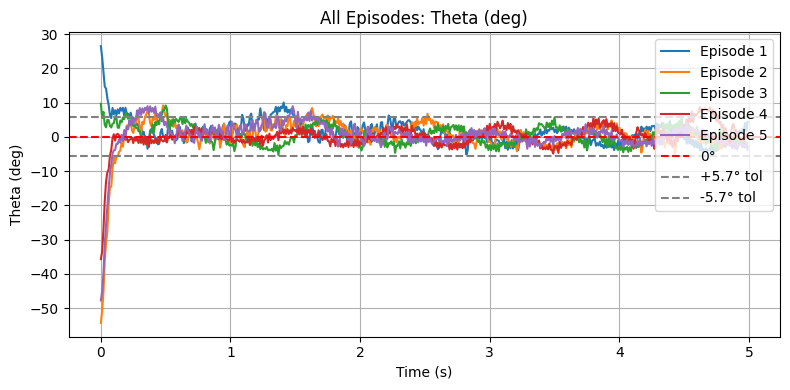 All Episodes: Theta (deg)
Theta (deg)
30
20
10
0
−10
−20
−30
−40
−50
0
1
2
3
4
5
Time (s)
Episode 1
Episode 2
Episode 3
Episode 4
Episode 5
0°
+5.7° tol
-5.7° tol